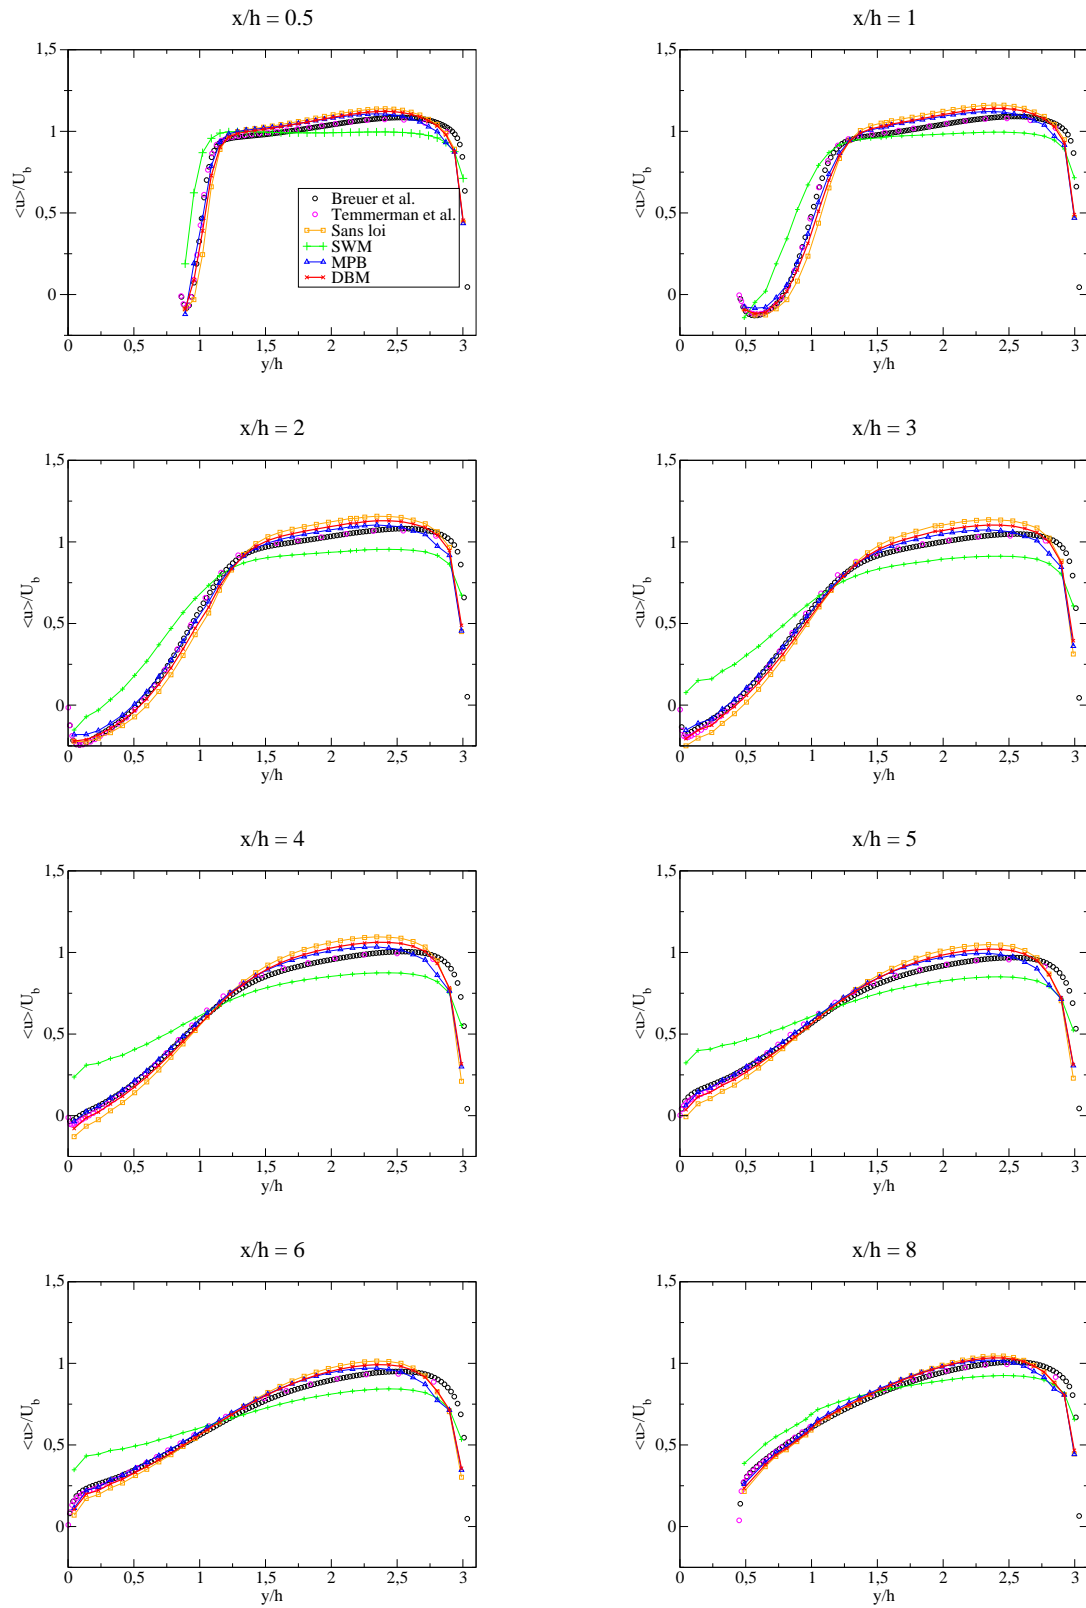 x/h = 0.5
1,5
1
0,5
0
<u>/U_b
0 0,5 1 1,5 2 2,5 3
y/h
Breuer et al.
Temmerman et al.
Sans loi
SWM
MPB
DBM
x/h = 1
1,5
1
0,5
0
<u>/U_b
0 0,5 1 1,5 2 2,5 3
y/h
x/h = 2
1,5
1
0,5
0
<u>/U_b
0 0,5 1 1,5 2 2,5 3
y/h
x/h = 3
1,5
1
0,5
0
<u>/U_b
0 0,5 1 1,5 2 2,5 3
y/h
x/h = 4
1,5
1
0,5
0
<u>/U_b
0 0,5 1 1,5 2 2,5 3
y/h
x/h = 5
1,5
1
0,5
0
<u>/U_b
0 0,5 1 1,5 2 2,5 3
y/h
x/h = 6
1,5
1
0,5
0
<u>/U_b
0 0,5 1 1,5 2 2,5 3
y/h
x/h = 8
1,5
1
0,5
0
<u>/U_b
0 0,5 1 1,5 2 2,5 3
y/h